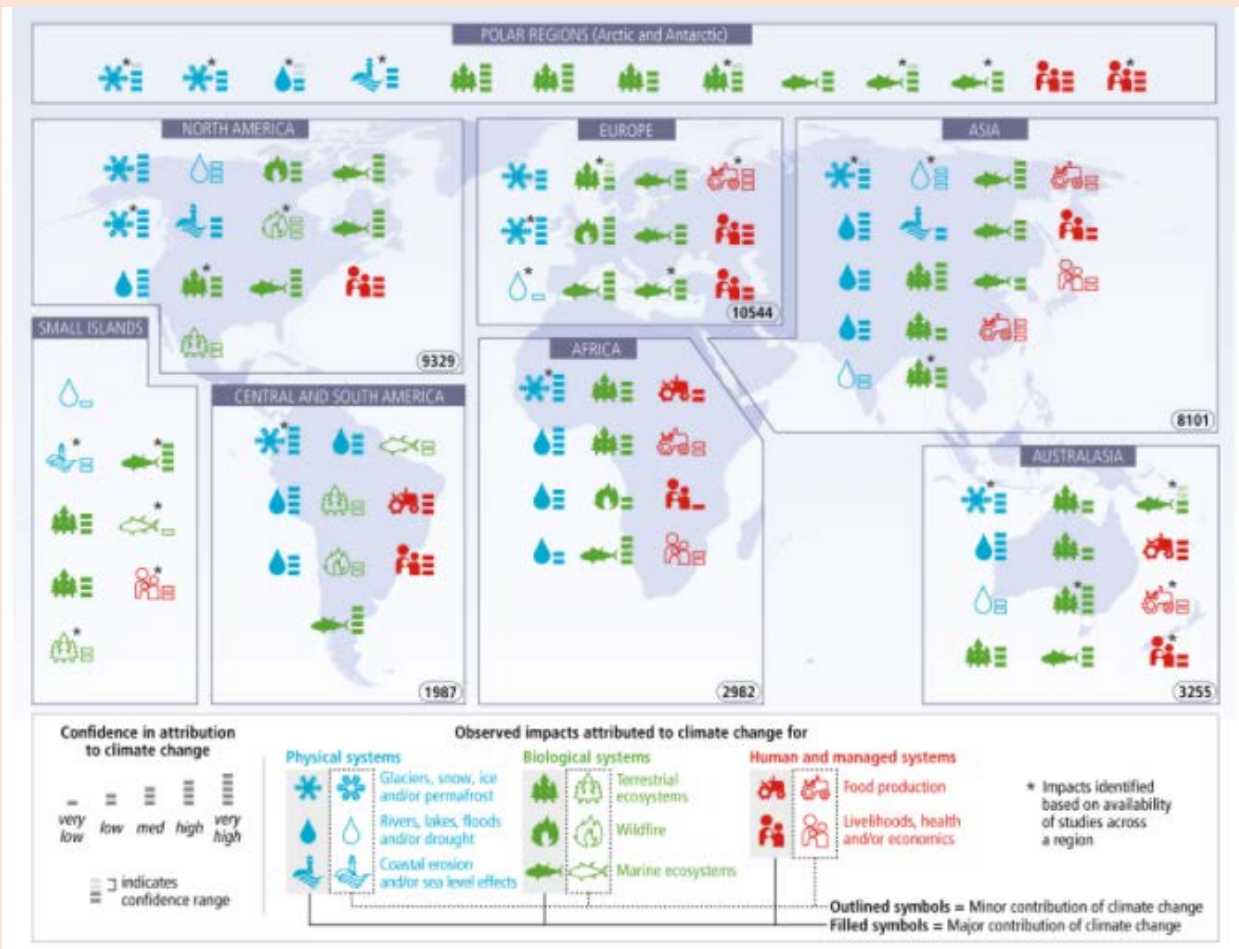 POLAR REGIONS (Arctic and Antarctic)
NORTH AMERICA
EUROPE
ASIA
10544
SMALL ISLANDS
9329
AFRICA
CENTRAL AND SOUTH AMERICA
8101
AUSTRALASIA
1987
2982
3255
Confidence in attribution
to climate change
very
low
low
med
high
very
high
indicates
confidence range
Observed impacts attributed to climate change for
Physical systems
Glaciers, snow, ice
and/or permafrost
Rivers, lakes, floods
and/or drought
Coastal erosion
and/or sea level effects
Biological systems
Terrestrial
ecosystems
Wildfire
Marine ecosystems
Human and managed systems
Food production
Livelihoods, health
and/or economics
* Impacts identified
based on availability
of studies across
a region
Outlined symbols = Minor contribution of climate change
Filled symbols = Major contribution of climate change